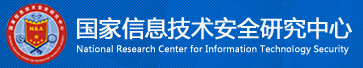 国家信息技术安全研究中心
National Research Center for Information Technology Security
N&A